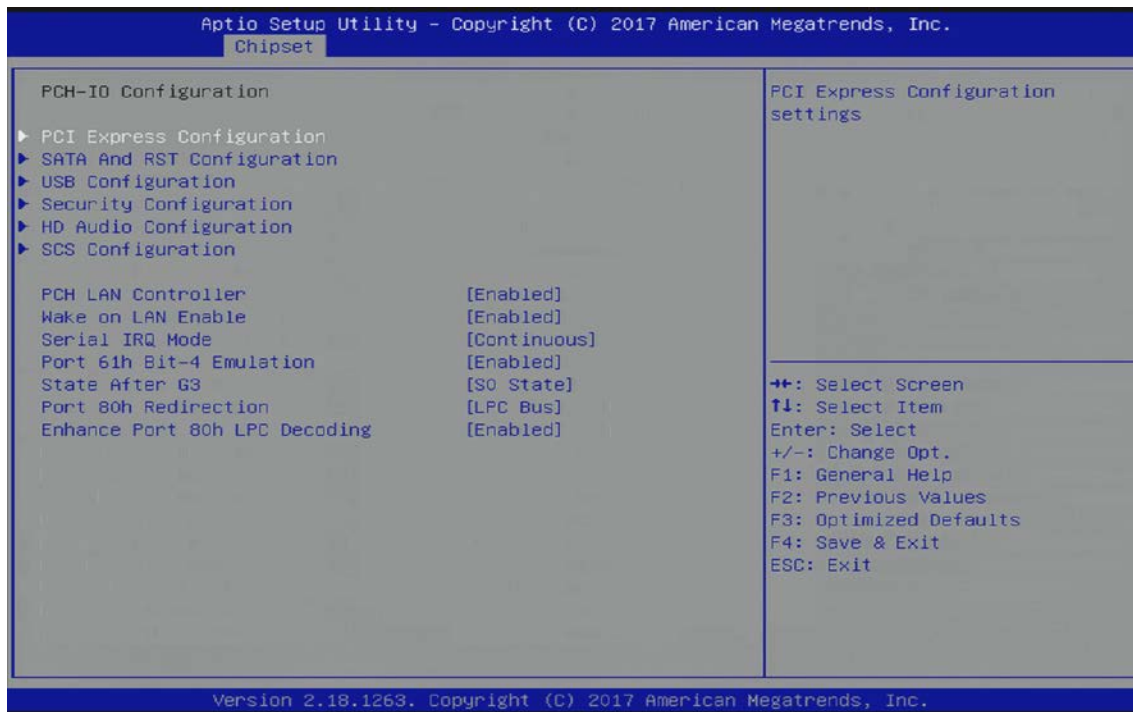 Aptio Setup Utility – Copyright (C) 2017 American Megatrends, Inc.
Chipset
PCH-IO Configuration
PCI Express Configuration
SATA And RST Configuration
USB Configuration
Security Configuration
HD Audio Configuration
SCS Configuration
PCH LAN Controller [Enabled]
Wake on LAN Enable [Enabled]
Serial IRQ Mode [Continuous]
Port 61h Bit-4 Emulation [Enabled]
State After G3 [S0 State]
Port 80h Redirection [LPC Bus]
Enhance Port 80h LPC Decoding [Enabled]
PCI Express Configuration
settings
→←: Select Screen
↑↓: Select Item
Enter: Select
+/-: Change Opt.
F1: General Help
F2: Previous Values
F3: Optimized Defaults
F4: Save & Exit
ESC: Exit
Version 2.18.1263. Copyright (C) 2017 American Megatrends, Inc.